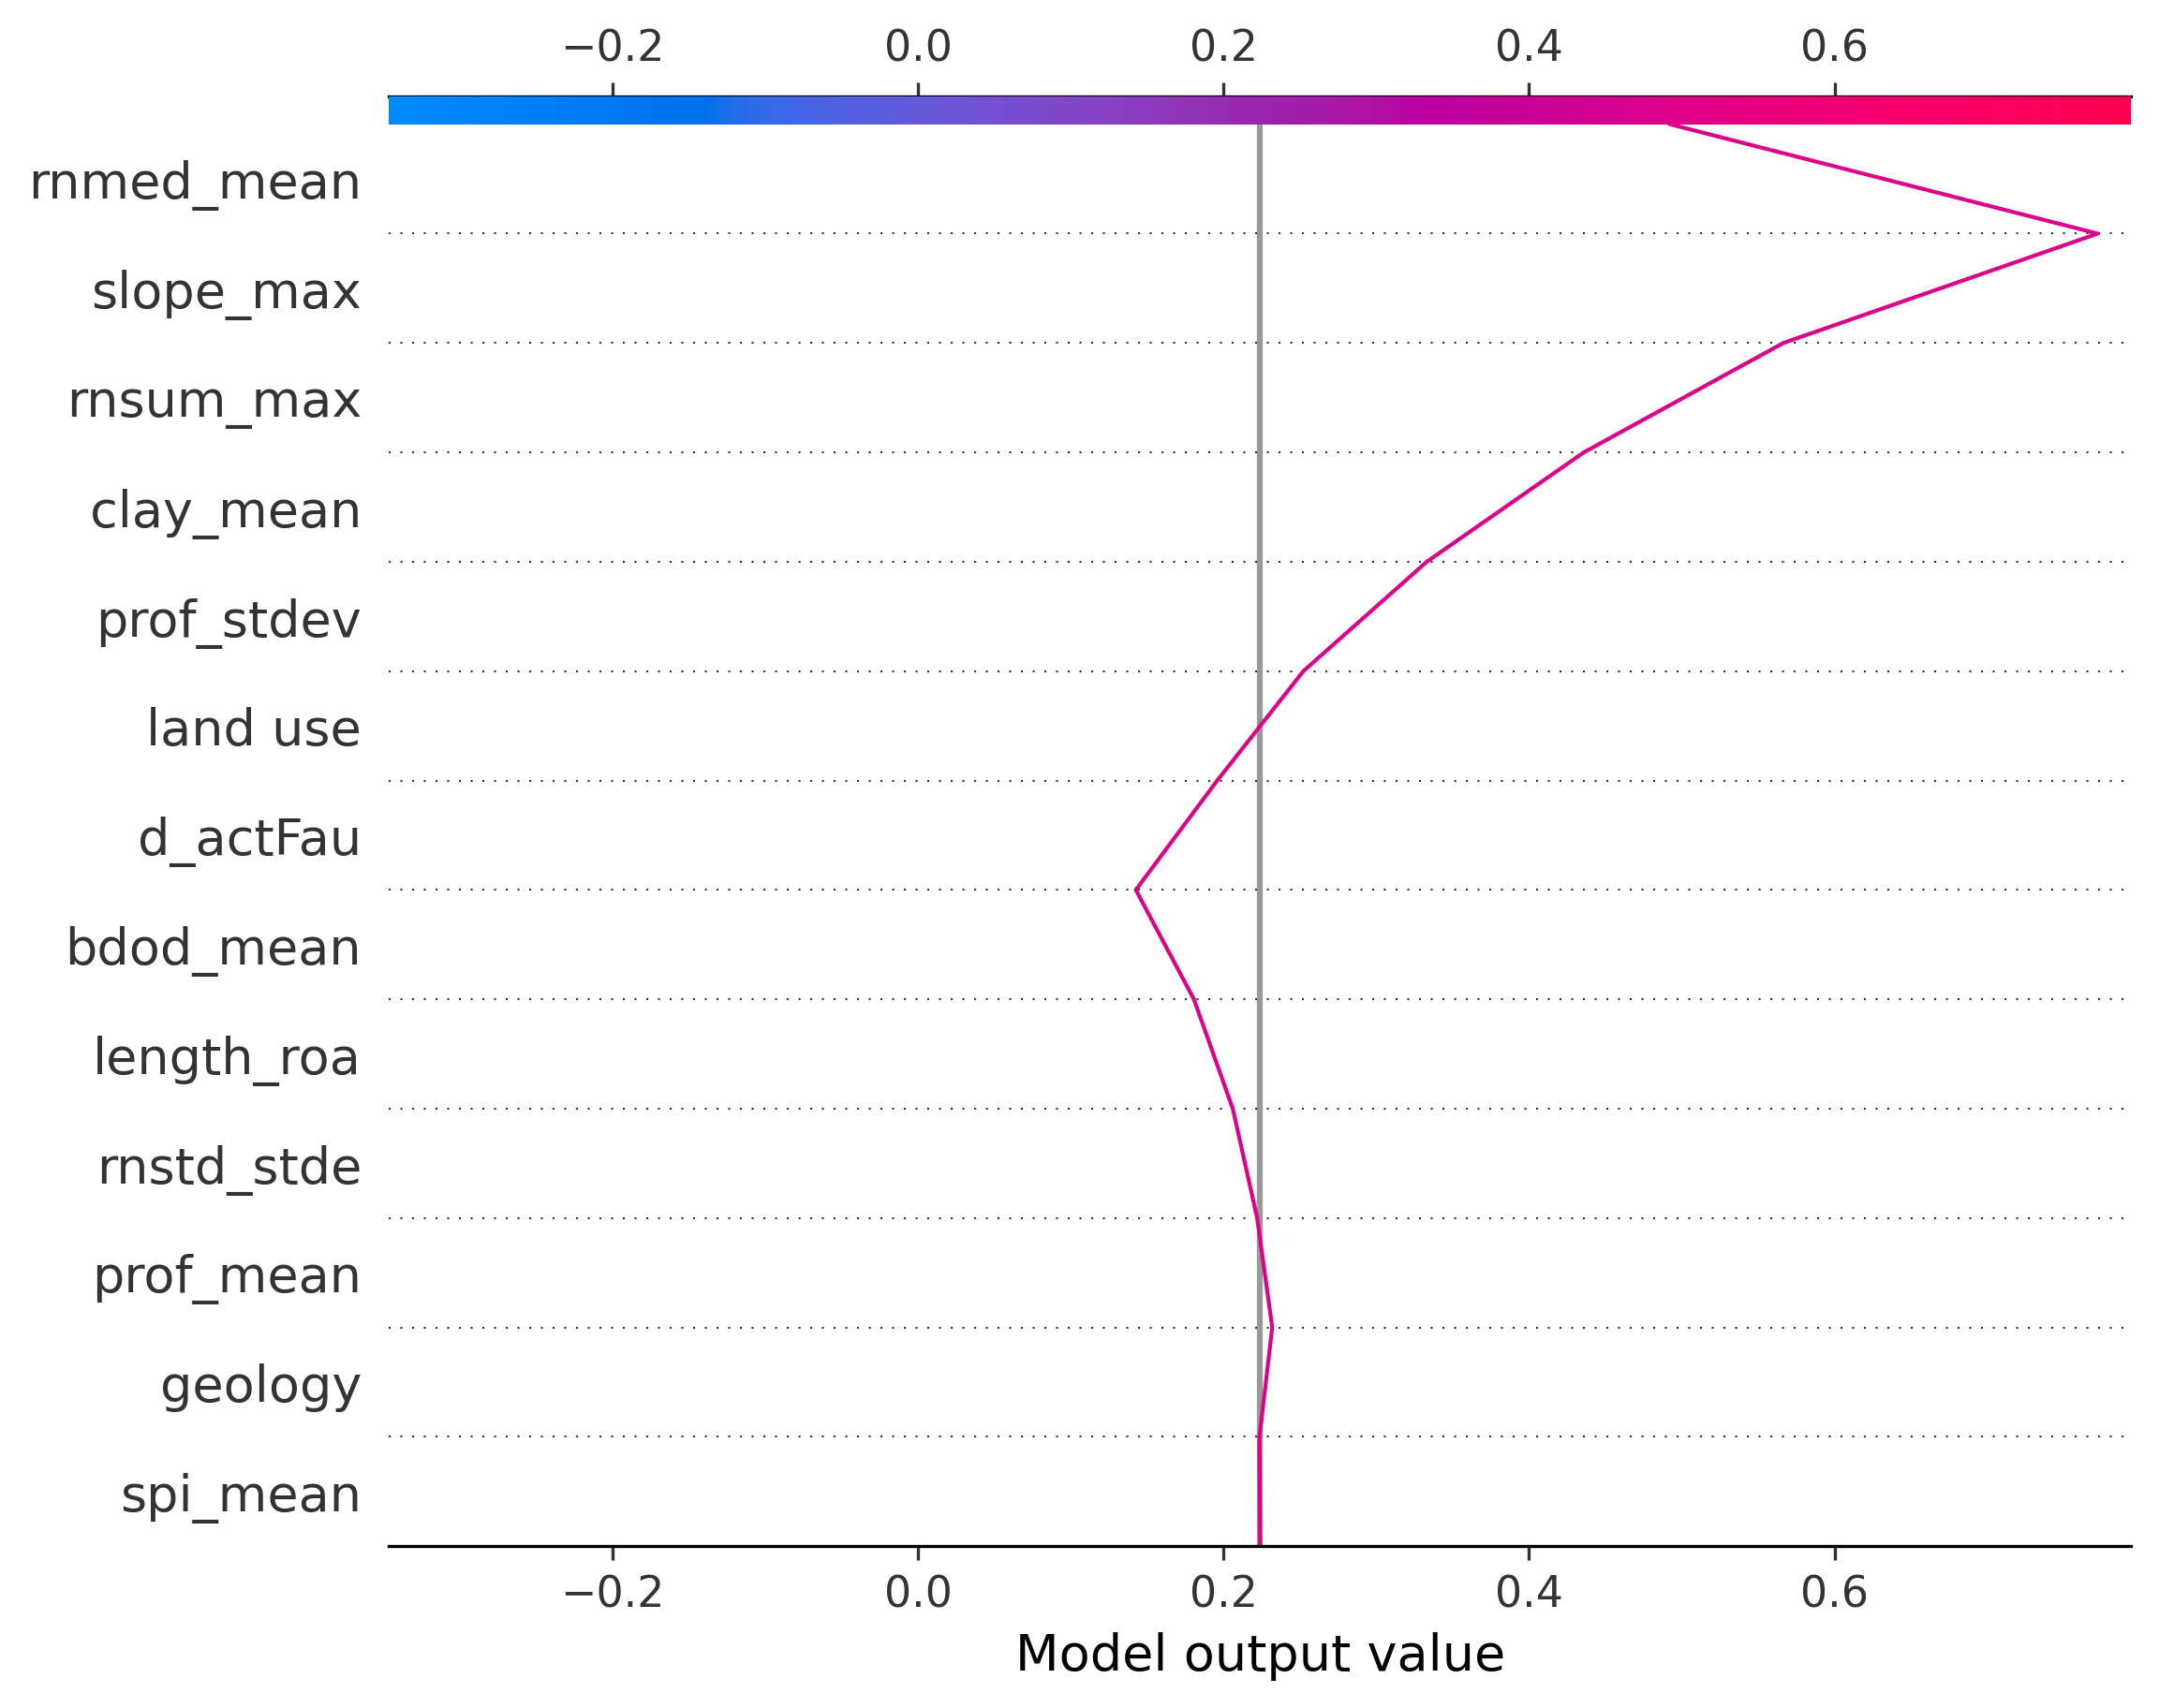 −0.2 0.0 0.2 0.4 0.6
rnmed_mean
slope_max
rnsum_max
clay_mean
prof_stdev
land use
d_actFau
bdod_mean
length_roa
rnstd_stde
prof_mean
geology
spi_mean
−0.2 0.0 0.2 0.4 0.6
Model output value